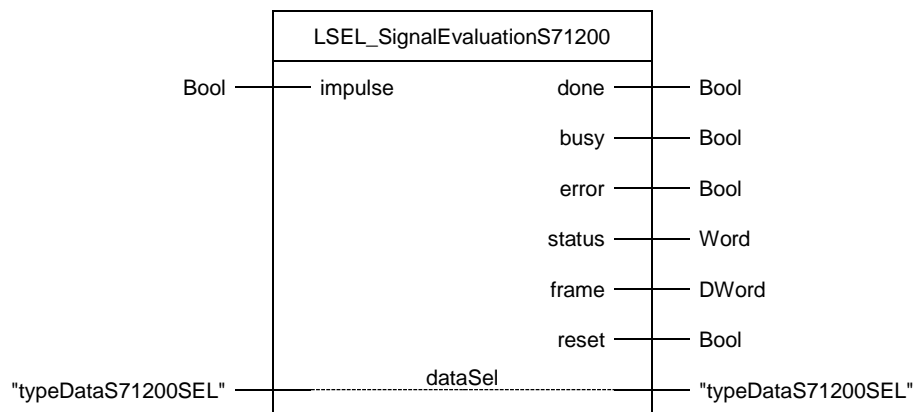 LSEL_SignalEvaluationS71200
Bool impulse done Bool
busy Bool
error Bool
status Word
frame DWord
reset Bool
"typeDataS71200SEL" dataSel "typeDataS71200SEL"